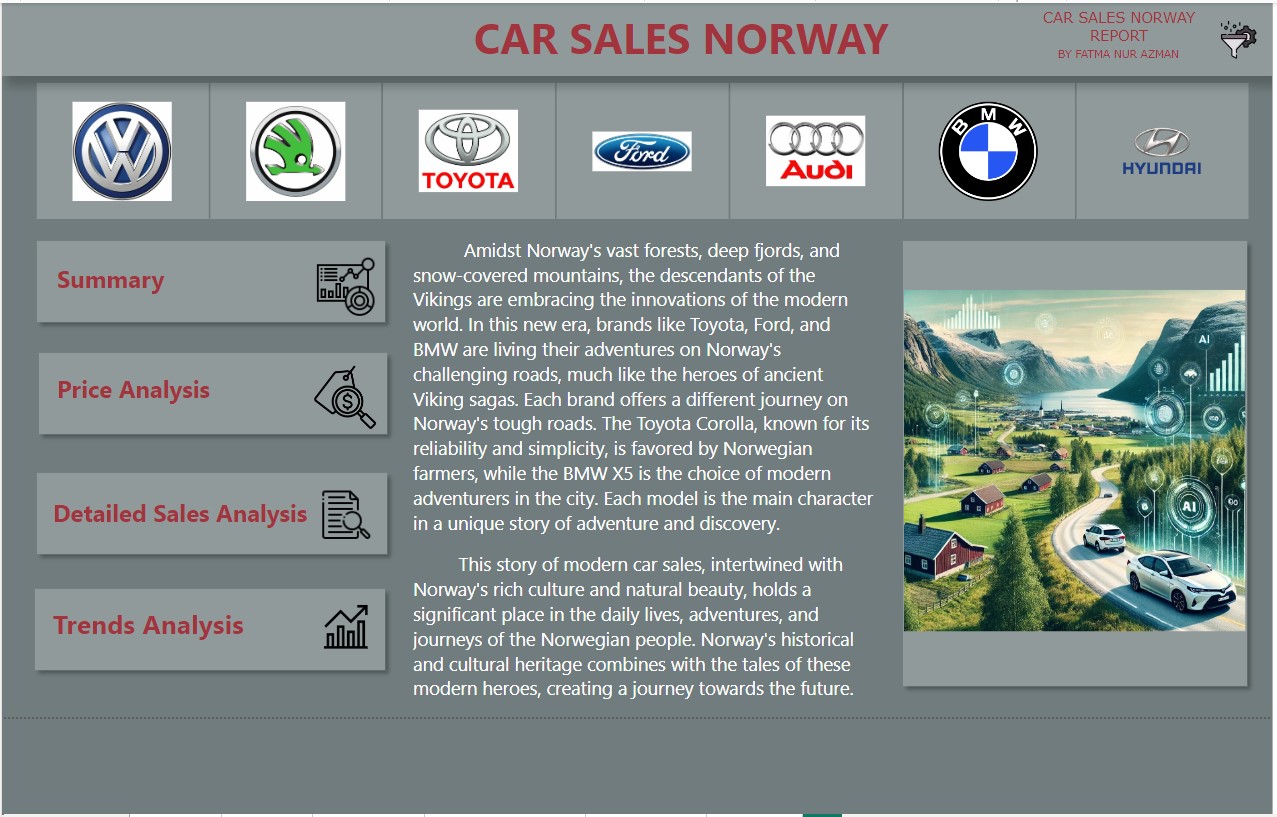 CAR SALES NORWAY
CAR SALES NORWAY
REPORT
BY FATMA NUR AZMAN
VW
TOYOTA
Ford
Audi
BMW
HYUNDAI
Summary
Price Analysis
Detailed Sales Analysis
Trends Analysis
Amidst Norway's vast forests, deep fjords, and
snow-covered mountains, the descendants of the
Vikings are embracing the innovations of the modern
world. In this new era, brands like Toyota, Ford, and
BMW are living their adventures on Norway's
challenging roads, much like the heroes of ancient
Viking sagas. Each brand offers a different journey on
Norway's tough roads. The Toyota Corolla, known for its
reliability and simplicity, is favored by Norwegian
farmers, while the BMW X5 is the choice of modern
adventurers in the city. Each model is the main character
in a unique story of adventure and discovery.
This story of modern car sales, intertwined with
Norway's rich culture and natural beauty, holds a
significant place in the daily lives, adventures, and
journeys of the Norwegian people. Norway's historical
and cultural heritage combines with the tales of these
modern heroes, creating a journey towards the future.
AI
AI